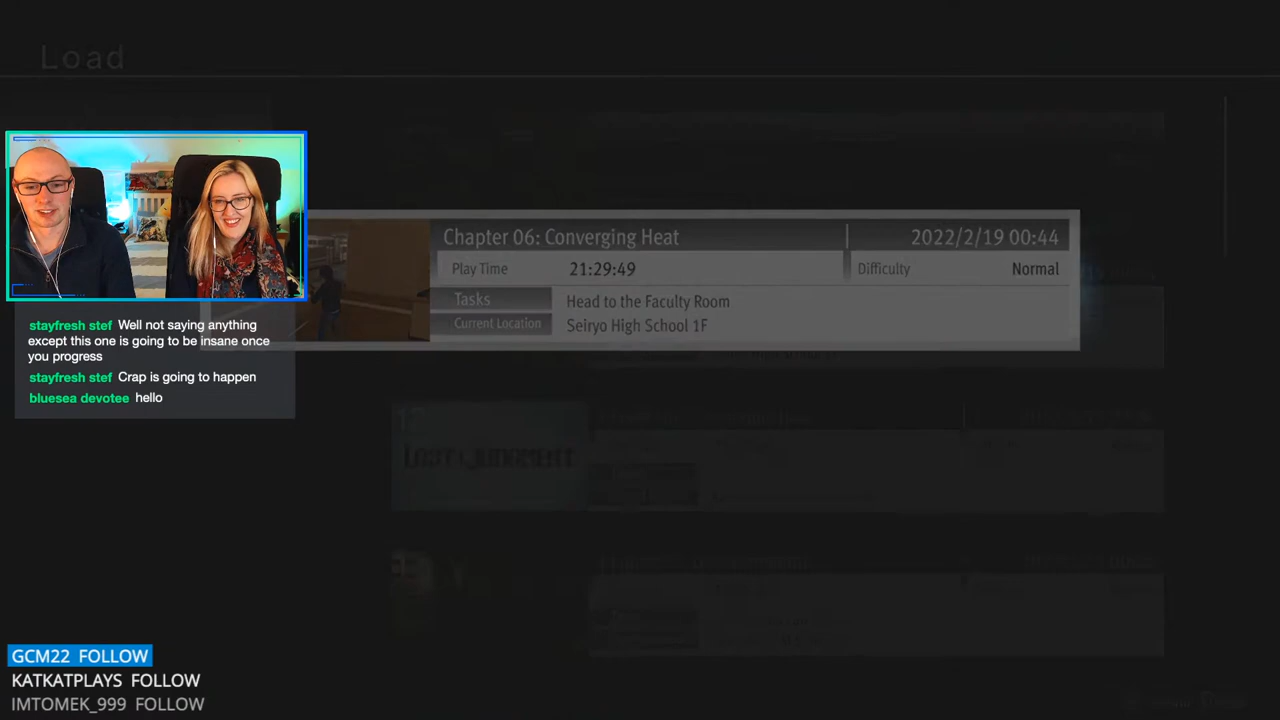 Load
Chapter 06: Converging Heat
2022/2/19 00:44
Play Time 21:29:49
Difficulty Normal
Tasks Head to the Faculty Room
Current Location Seiryo High School 1F
stayfresh stef Well not saying anything
except this one is going to be insane once
you progress
stayfresh stef Crap is going to happen
bluesea devotee hello
Lost Judgment
GCM22 FOLLOW
KATKATPLAYS FOLLOW
IMTOMEK_999 FOLLOW